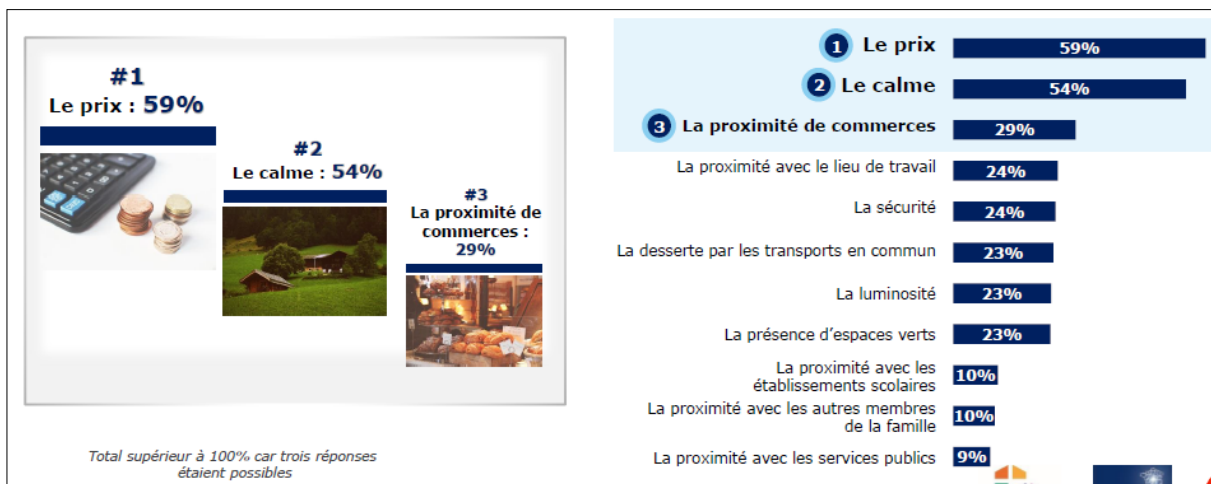 #1
Le prix : 59%
#2
Le calme : 54%
#3
La proximité de
commerces :
29%
Total supérieur à 100% car trois réponses
étaient possibles
1 Le prix 59%
2 Le calme 54%
3 La proximité de commerces 29%
La proximité avec le lieu de travail 24%
La sécurité 24%
La desserte par les transports en commun 23%
La luminosité 23%
La présence d’espaces verts 23%
La proximité avec les
établissements scolaires 10%
La proximité avec les autres membres
de la famille 10%
La proximité avec les services publics 9%